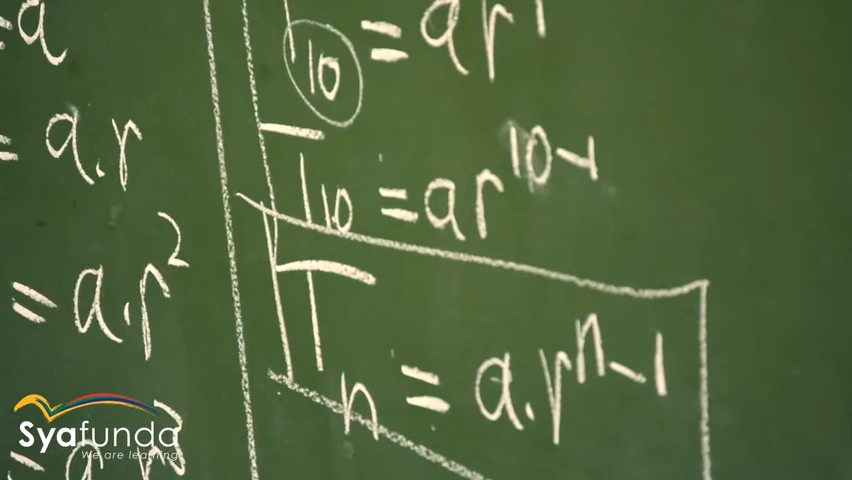 = a
= a.r
= a.r²
T10 = ar
T10 = ar^10-1
Tn = a.r^n-1
Syafunda
We are learning